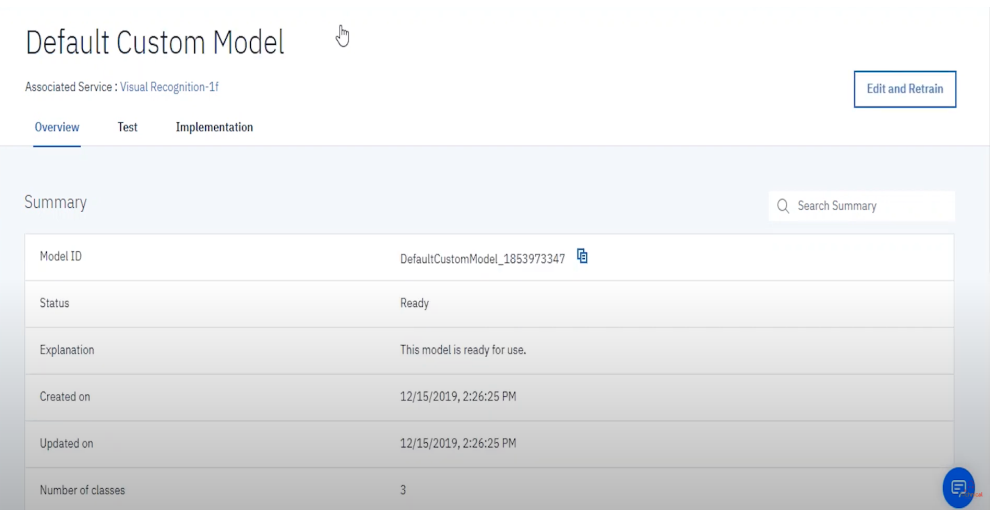 Default Custom Model
Associated Service : Visual Recognition-1f
Edit and Retrain
Overview Test Implementation
Summary
Search Summary
Model ID DefaultCustomModel_1853973347
Status Ready
Explanation This model is ready for use.
Created on 12/15/2019, 2:26:25 PM
Updated on 12/15/2019, 2:26:25 PM
Number of classes 3